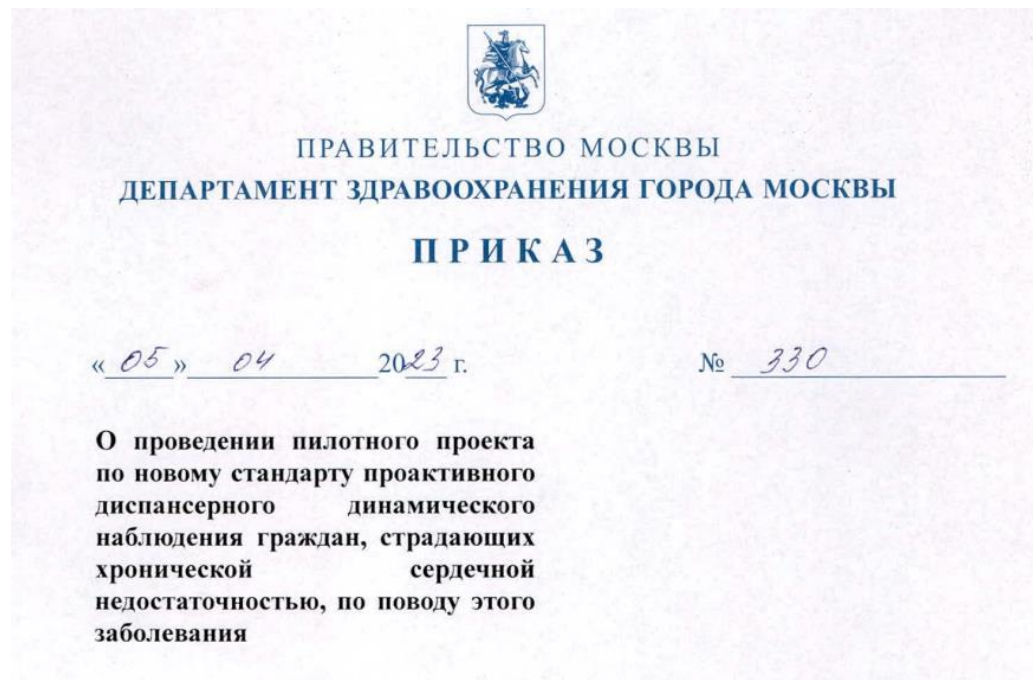 ПРАВИТЕЛЬСТВО МОСКВЫ
ДЕПАРТАМЕНТ ЗДРАВООХРАНЕНИЯ ГОРОДА МОСКВЫ
ПРИКАЗ
« 05 » 04 2023 г. № 330
О проведении пилотного проекта
по новому стандарту проактивного
диспансерного динамического
наблюдения граждан, страдающих
хронической сердечной
недостаточностью, по поводу этого
заболевания